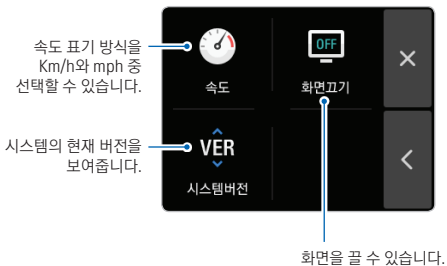 속도 표기 방식을
Km/h와 mph 중
선택할 수 있습니다.
OFF
속도
화면끄기
시스템의 현재 버전을
보여줍니다.
VER
시스템버전
화면을 끌 수 있습니다.